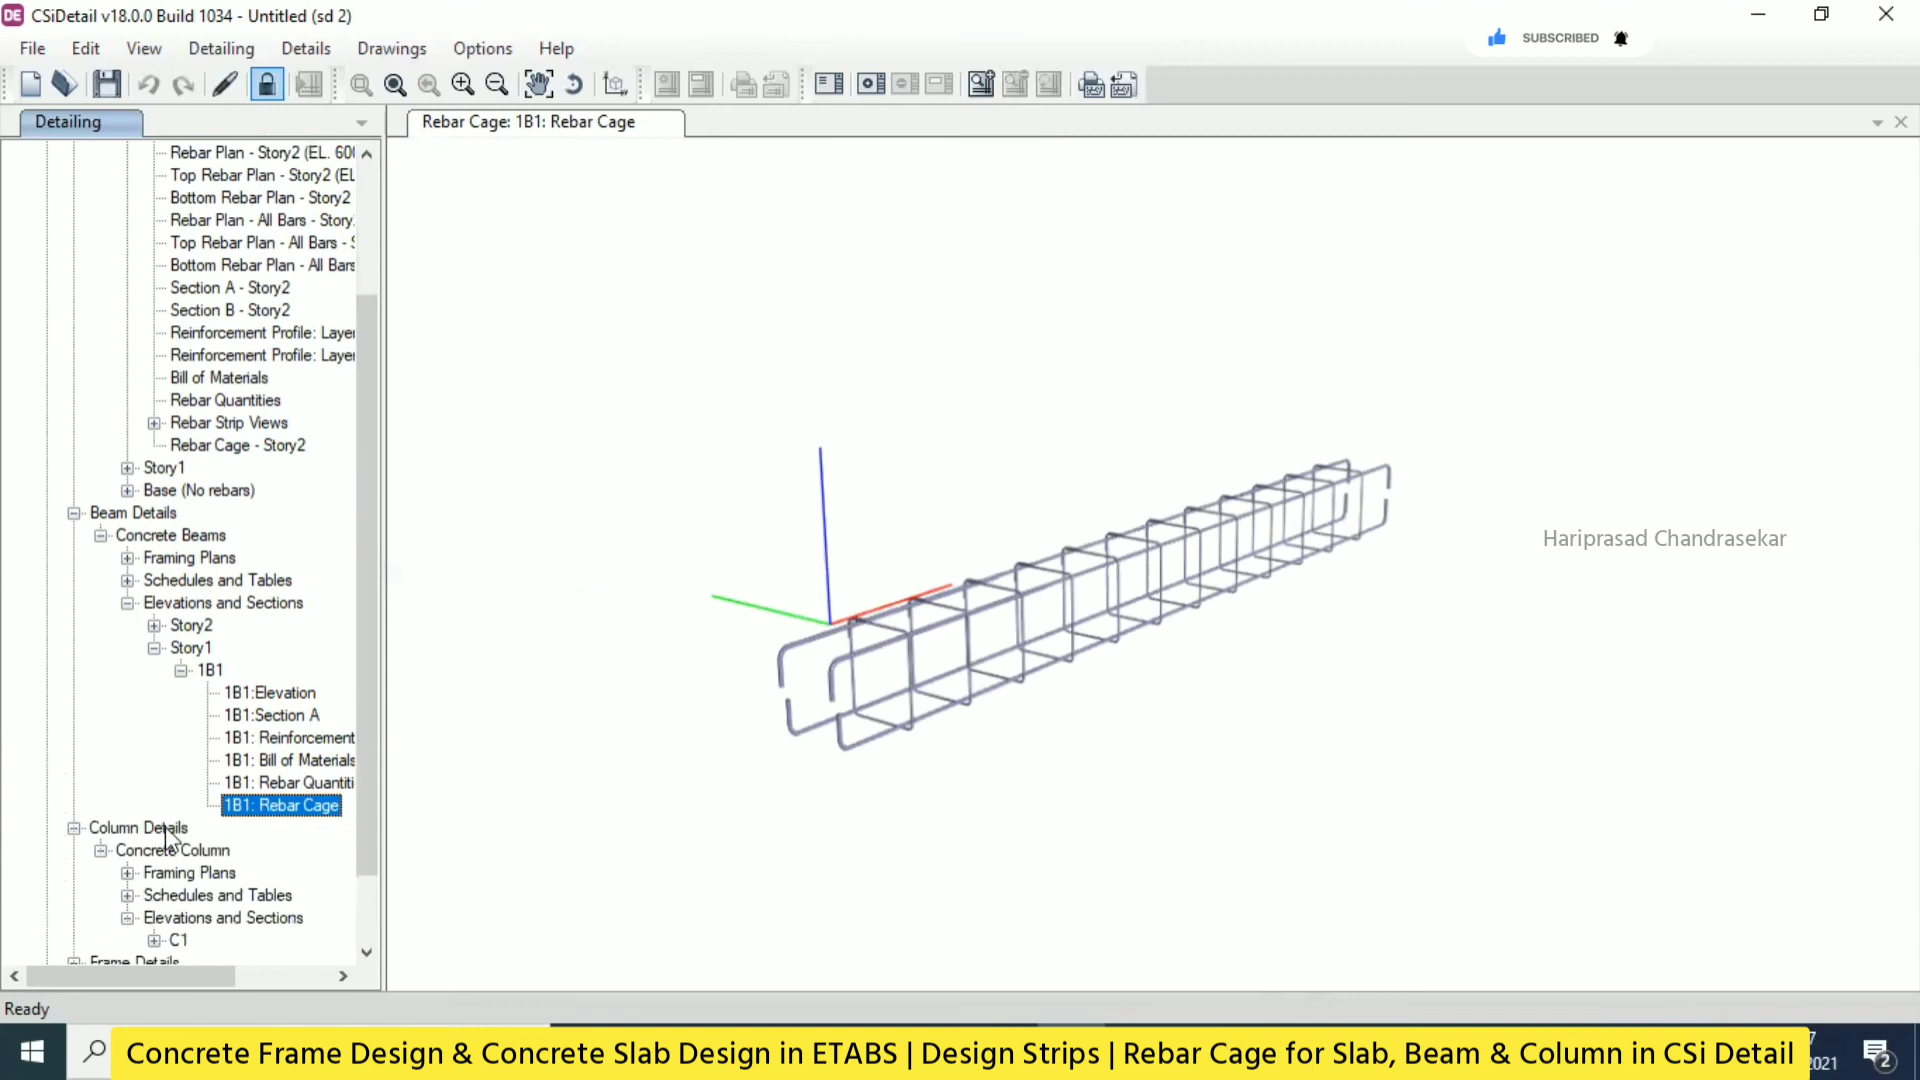 DE CSiDetail v18.0.0 Build 1034 - Untitled (sd 2)
SUBSCRIBED
File Edit View Detailing Details Drawings Options Help
Detailing
Rebar Cage: 1B1: Rebar Cage
Rebar Plan - Story2 (EL. 600
Top Rebar Plan - Story2 (EL
Bottom Rebar Plan - Story2
Rebar Plan - All Bars - Story
Top Rebar Plan - All Bars - S
Bottom Rebar Plan - All Bars
Section A - Story2
Section B - Story2
Reinforcement Profile: Layer
Reinforcement Profile: Layer
Bill of Materials
Rebar Quantities
Rebar Strip Views
Rebar Cage - Story2
Story1
Base (No rebars)
Beam Details
Concrete Beams
Framing Plans
Schedules and Tables
Elevations and Sections
Story2
Story1
1B1
1B1:Elevation
1B1:Section A
1B1: Reinforcement
1B1: Bill of Materials
1B1: Rebar Quantiti
1B1: Rebar Cage
Column Details
Concrete Column
Framing Plans
Schedules and Tables
Elevations and Sections
C1
Frame Details
Hariprasad Chandrasekar
Ready
Concrete Frame Design & Concrete Slab Design in ETABS | Design Strips | Rebar Cage for Slab, Beam & Column in CSi Detail
7
2021
2